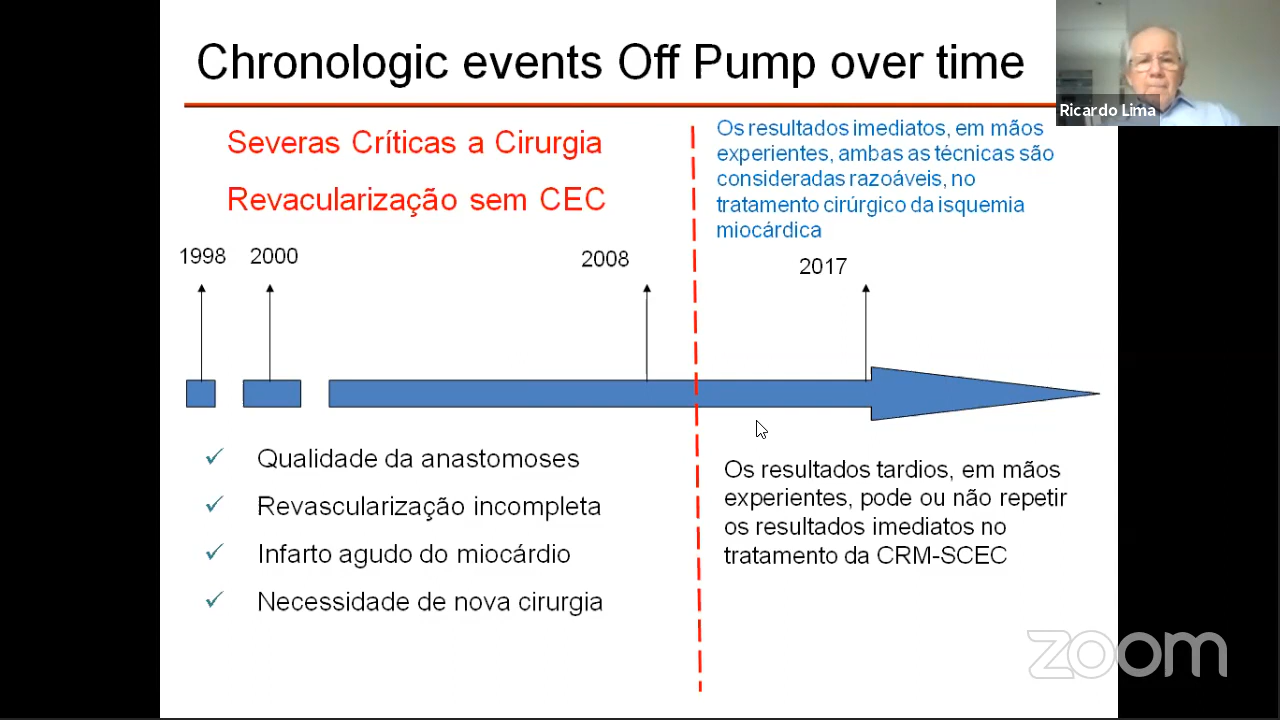 Chronologic events Off Pump over time
Ricardo Lima
Severas Críticas a Cirurgia
Revacularização sem CEC
Os resultados imediatos, em mãos
experientes, ambas as técnicas são
consideradas razoáveis, no
tratamento cirúrgico da isquemia
miocárdica
1998
2000
2008
2017
Qualidade da anastomoses
Revascularização incompleta
Infarto agudo do miocárdio
Necessidade de nova cirurgia
Os resultados tardios, em mãos
experientes, pode ou não repetir
os resultados imediatos no
tratamento da CRM-SCEC
zoom